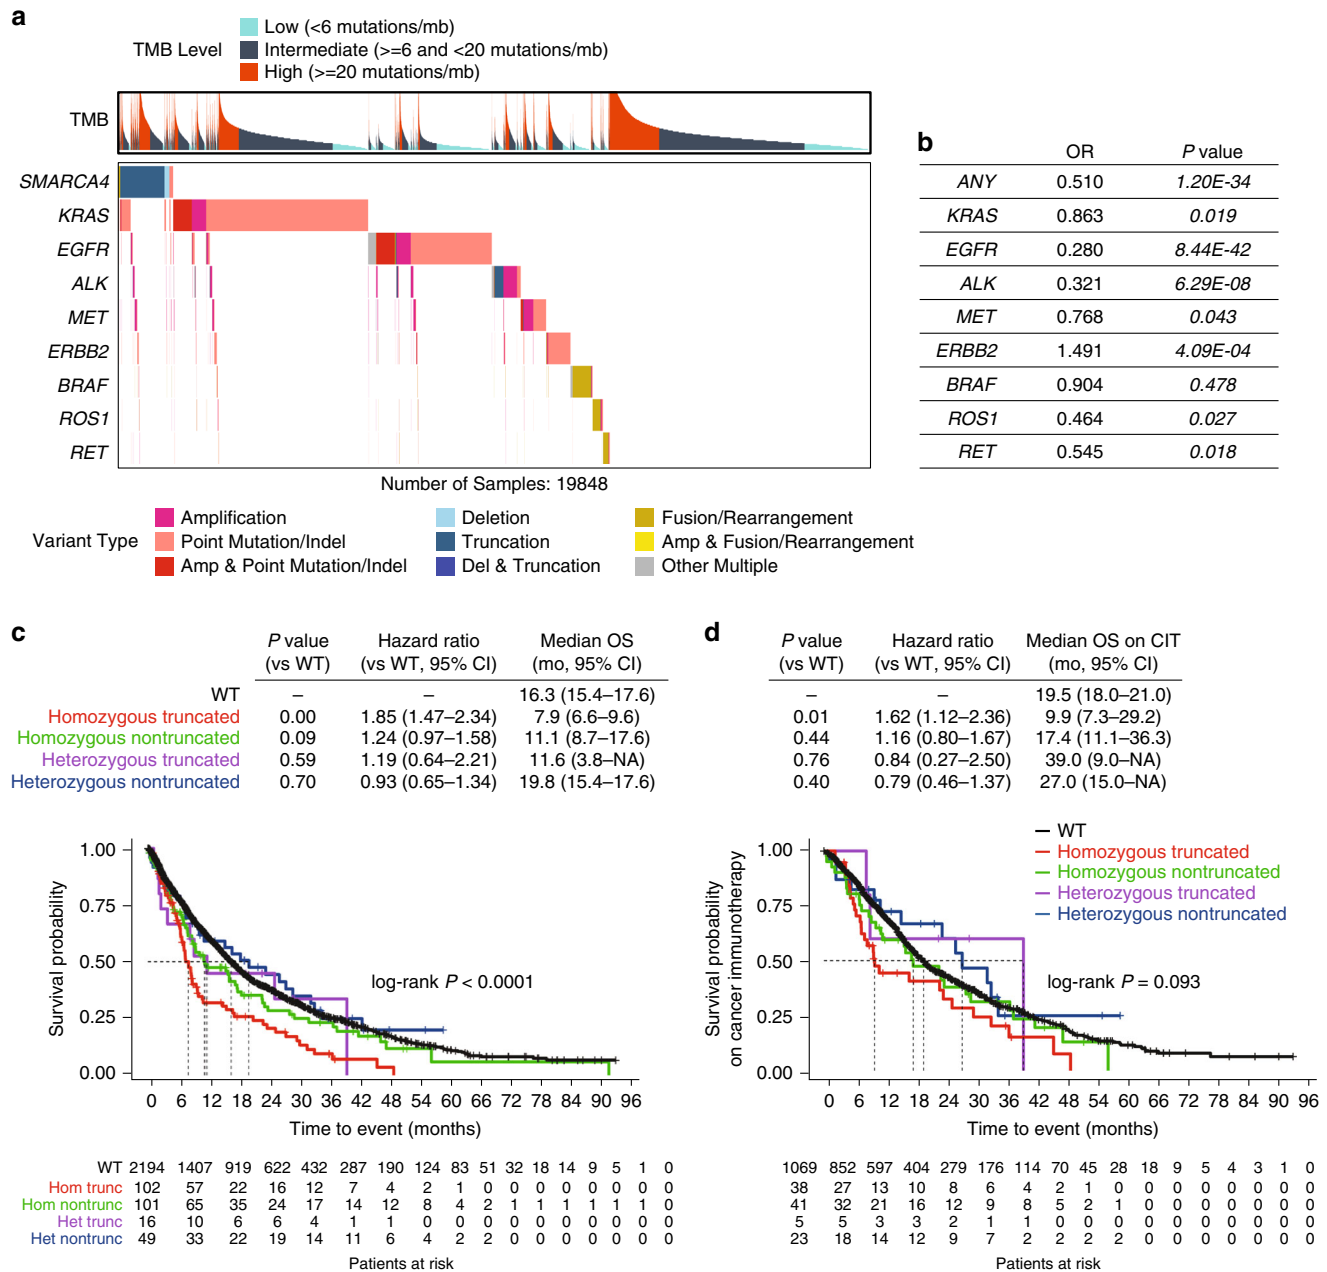 a
TMB Level
Low (<6 mutations/mb)
Intermediate (>=6 and <20 mutations/mb)
High (>=20 mutations/mb)
TMB
SMARCA4
KRAS
EGFR
ALK
MET
ERBB2
BRAF
ROS1
RET
Number of Samples: 19848
Variant Type
Amplification
Point Mutation/Indel
Amp & Point Mutation/Indel
Deletion
Truncation
Del & Truncation
Fusion/Rearrangement
Amp & Fusion/Rearrangement
Other Multiple
b
OR P value
ANY 0.510 1.20E-34
KRAS 0.863 0.019
EGFR 0.280 8.44E-42
ALK 0.321 6.29E-08
MET 0.768 0.043
ERBB2 1.491 4.09E-04
BRAF 0.904 0.478
ROS1 0.464 0.027
RET 0.545 0.018
c
P value (vs WT) Hazard ratio (vs WT, 95% CI) Median OS (mo, 95% CI)
WT – – 16.3 (15.4–17.6)
Homozygous truncated 0.00 1.85 (1.47–2.34) 7.9 (6.6–9.6)
Homozygous nontruncated 0.09 1.24 (0.97–1.58) 11.1 (8.7–17.6)
Heterozygous truncated 0.59 1.19 (0.64–2.21) 11.6 (3.8–NA)
Heterozygous nontruncated 0.70 0.93 (0.65–1.34) 19.8 (15.4–17.6)
Survival probability
1.00
0.75
0.50
0.25
0.00
log-rank P < 0.0001
0 6 12 18 24 30 36 42 48 54 60 66 72 78 84 90 96
Time to event (months)
WT 2194 1407 919 622 432 287 190 124 83 51 32 18 14 9 5 1 0
Hom trunc 102 57 22 16 12 7 4 2 1 0 0 0 0 0 0 0 0
Hom nontrunc 101 65 35 24 17 14 12 8 4 2 1 1 1 1 1 1 0
Het trunc 16 10 6 6 4 1 1 0 0 0 0 0 0 0 0 0 0
Het nontrunc 49 33 22 19 14 11 6 4 2 2 0 0 0 0 0 0 0
Patients at risk
d
P value (vs WT) Hazard ratio (vs WT, 95% CI) Median OS on CIT (mo, 95% CI)
– – 19.5 (18.0–21.0)
0.01 1.62 (1.12–2.36) 9.9 (7.3–29.2)
0.44 1.16 (0.80–1.67) 17.4 (11.1–36.3)
0.76 0.84 (0.27–2.50) 39.0 (9.0–NA)
0.40 0.79 (0.46–1.37) 27.0 (15.0–NA)
Survival probability
on cancer immunotherapy
1.00
0.75
0.50
0.25
0.00
WT
Homozygous truncated
Homozygous nontruncated
Heterozygous truncated
Heterozygous nontruncated
log-rank P = 0.093
0 6 12 18 24 30 36 42 48 54 60 66 72 78 84 90 96
Time to event (months)
1069 852 597 404 279 176 114 70 45 28 18 9 5 4 3 1 0
38 27 13 10 8 6 4 2 1 0 0 0 0 0 0 0 0
41 32 21 16 12 9 8 5 2 1 0 0 0 0 0 0 0
5 5 3 3 2 1 1 0 0 0 0 0 0 0 0 0 0
23 18 14 12 9 7 2 2 2 2 0 0 0 0 0 0 0
Patients at risk